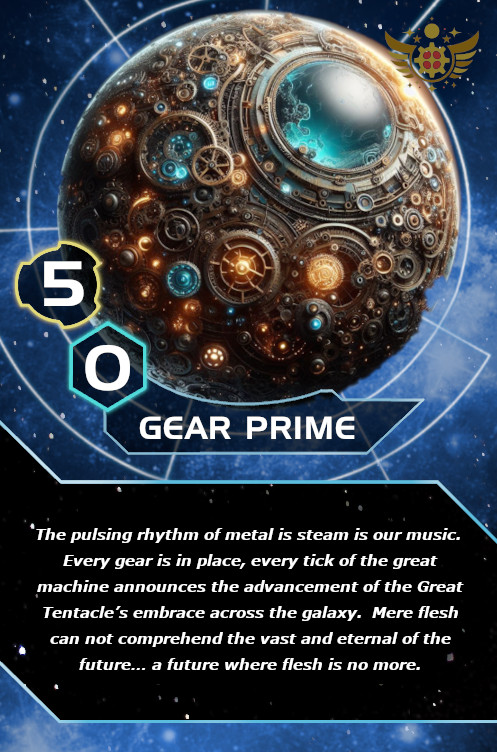 5
0
GEAR PRIME
The pulsing rhythm of metal is steam is our music.
Every gear is in place, every tick of the great
machine announces the advancement of the Great
Tentacle's embrace across the galaxy.  Mere flesh
can not comprehend the vast and eternal of the
future... a future where flesh is no more.